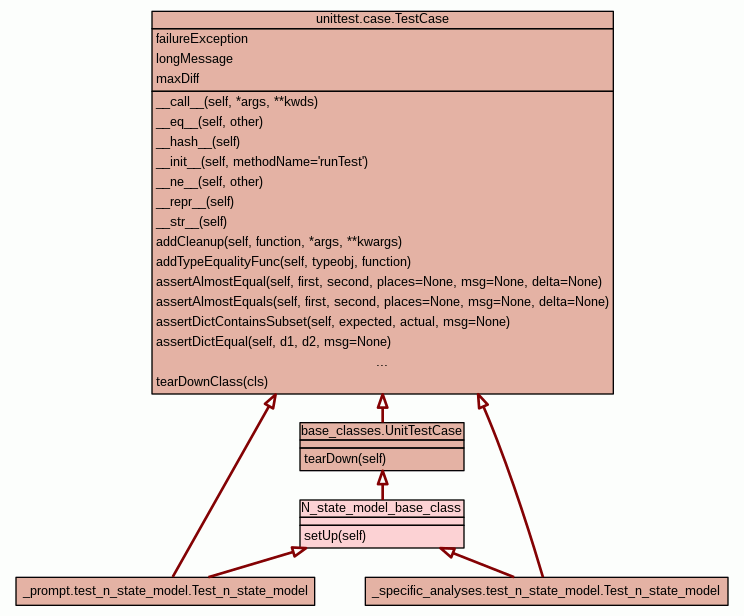 unittest.case.TestCase
failureException
longMessage
maxDiff
__call__(self, *args, **kwds)
__eq__(self, other)
__hash__(self)
__init__(self, methodName='runTest')
__ne__(self, other)
__repr__(self)
__str__(self)
addCleanup(self, function, *args, **kwargs)
addTypeEqualityFunc(self, typeobj, function)
assertAlmostEqual(self, first, second, places=None, msg=None, delta=None)
assertAlmostEquals(self, first, second, places=None, msg=None, delta=None)
assertDictContainsSubset(self, expected, actual, msg=None)
assertDictEqual(self, d1, d2, msg=None)
...
tearDownClass(cls)
base_classes.UnitTestCase
tearDown(self)
N_state_model_base_class
setUp(self)
_prompt.test_n_state_model.Test_n_state_model
_specific_analyses.test_n_state_model.Test_n_state_model